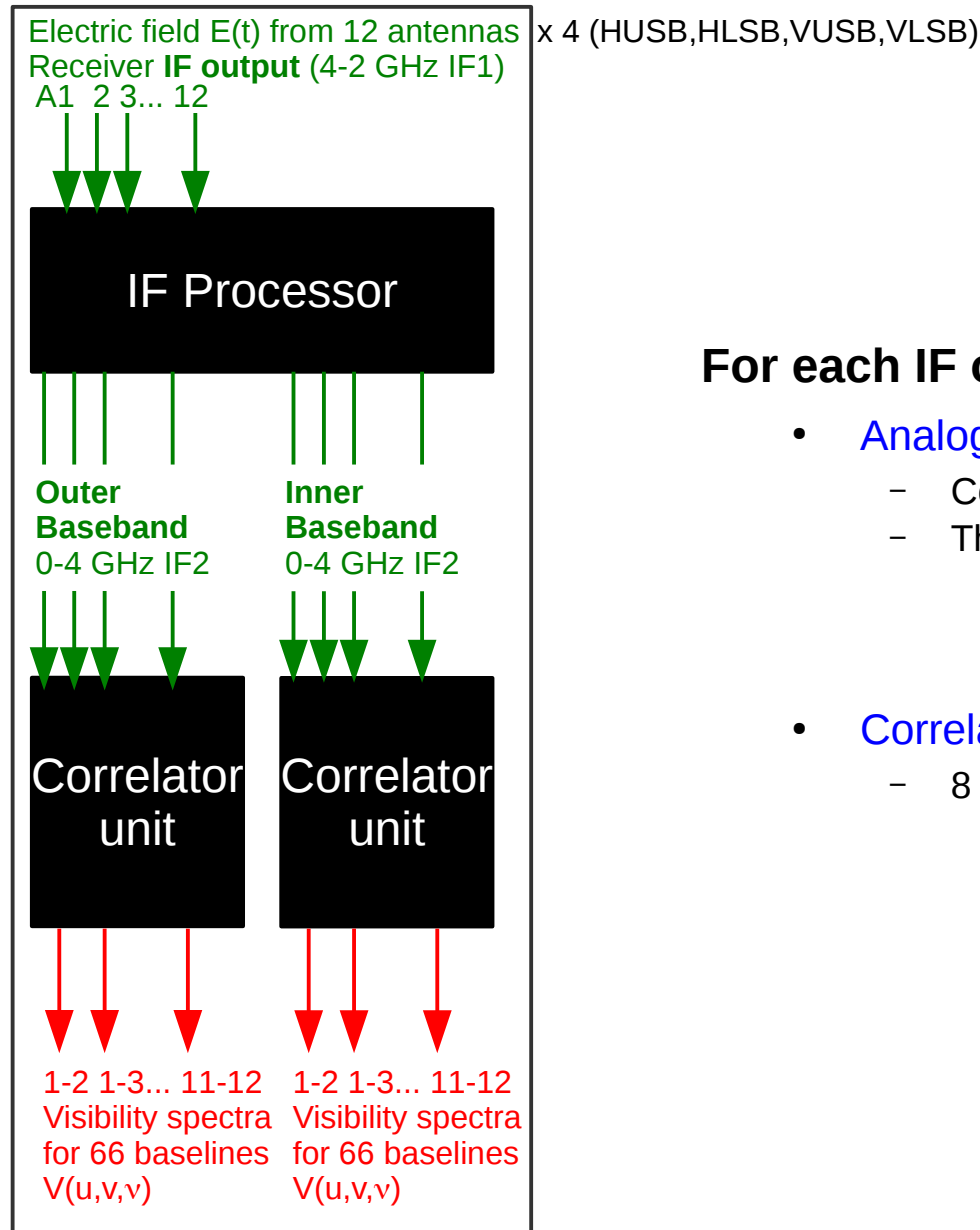 Electric field E(t) from 12 antennas x 4 (HUSB,HLSB,VUSB,VLSB)
Receiver IF output (4-2 GHz IF1)
A1 2 3... 12
IF Processor
For each IF
• Analog
– 
– 
Outer
Baseband
0-4 GHz IF2
Inner
Baseband
0-4 GHz IF2
• 
– 8
Correlator
unit
Correlator
unit
1-2 1-3... 11-12
Visibility spectra
for 66 baselines
V(u,v,ν)
1-2 1-3... 11-12
Visibility spectra
for 66 baselines
V(u,v,ν)